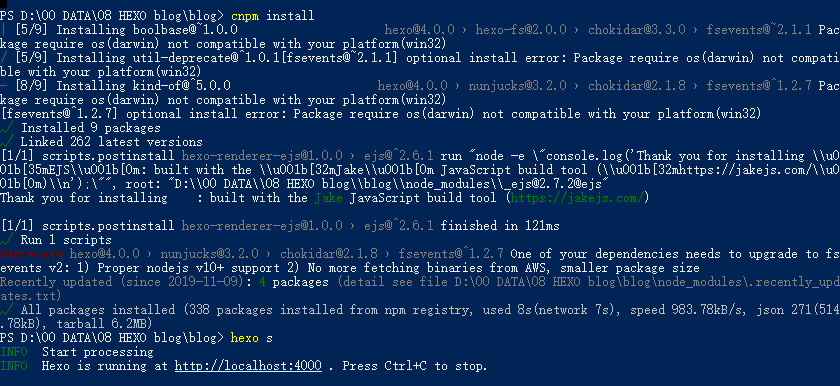 PS D:\00 DATA\08 HEXO blog\blog> cnpm install
| [5/9] Installing boolbase@~1.0.0 hexo@4.0.0 › hexo-fs@2.0.0 › chokidar@3.3.0 › fsevents@~2.1.1 Pac
kage require os(darwin) not compatible with your platform(win32)
/ [5/9] Installing util-deprecate@~1.0.1[fsevents@~2.1.1] optional install error: Package require os(darwin) not compati
ble with your platform(win32)
- [8/9] Installing kind-of@^5.0.0 hexo@4.0.0 › nunjucks@3.2.0 › chokidar@2.1.8 › fsevents@^1.2.7 Pac
kage require os(darwin) not compatible with your platform(win32)
[fsevents@^1.2.7] optional install error: Package require os(darwin) not compatible with your platform(win32)
√ Installed 9 packages
√ Linked 262 latest versions
[1/1] scripts.postinstall hexo-renderer-ejs@1.0.0 › ejs@^2.6.1 run "node -e \"console.log('Thank you for installing \\u0
01b[35mEJS\\u001b[0m: built with the \\u001b[32mJake\\u001b[0m JavaScript build tool (\\u001b[32mhttps://jakejs.com/\\u0
01b[0m)\\n');\"", root: "D:\\00 DATA\\08 HEXO blog\\blog\\node_modules\\_ejs@2.7.2@ejs"
Thank you for installing : built with the Jake JavaScript build tool (https://jakejs.com/)
[1/1] scripts.postinstall hexo-renderer-ejs@1.0.0 › ejs@^2.6.1 finished in 121ms
√ Run 1 scripts
deprecate hexo@4.0.0 › nunjucks@3.2.0 › chokidar@2.1.8 › fsevents@^1.2.7 One of your dependencies needs to upgrade to fs
events v2: 1) Proper nodejs v10+ support 2) No more fetching binaries from AWS, smaller package size
Recently updated (since 2019-11-09): 4 packages (detail see file D:\00 DATA\08 HEXO blog\blog\node_modules\.recently_upd
ates.txt)
√ All packages installed (338 packages installed from npm registry, used 8s(network 7s), speed 983.78kB/s, json 271(514
.78kB), tarball 6.2MB)
PS D:\00 DATA\08 HEXO blog\blog> hexo s
INFO Start processing
INFO Hexo is running at http://localhost:4000 . Press Ctrl+C to stop.